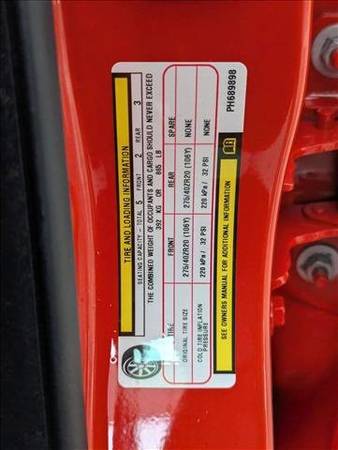 TIRE AND LOADING INFORMATION
SEATING CAPACITY - TOTAL 5 FRONT 2 REAR 3
THE COMBINED WEIGHT OF OCCUPANTS AND CARGO SHOULD NEVER EXCEED
392 KG OR 865 LB
TIRE FRONT REAR SPARE
ORIGINAL TIRE SIZE 275/40ZR20 (106Y) 275/40ZR20 (106Y) NONE
COLD TIRE INFLATION PRESSURE 220 kPa / 32 PSI 220 kPa / 32 PSI NONE
SEE OWNERS MANUAL FOR ADDITIONAL INFORMATION
PH689898